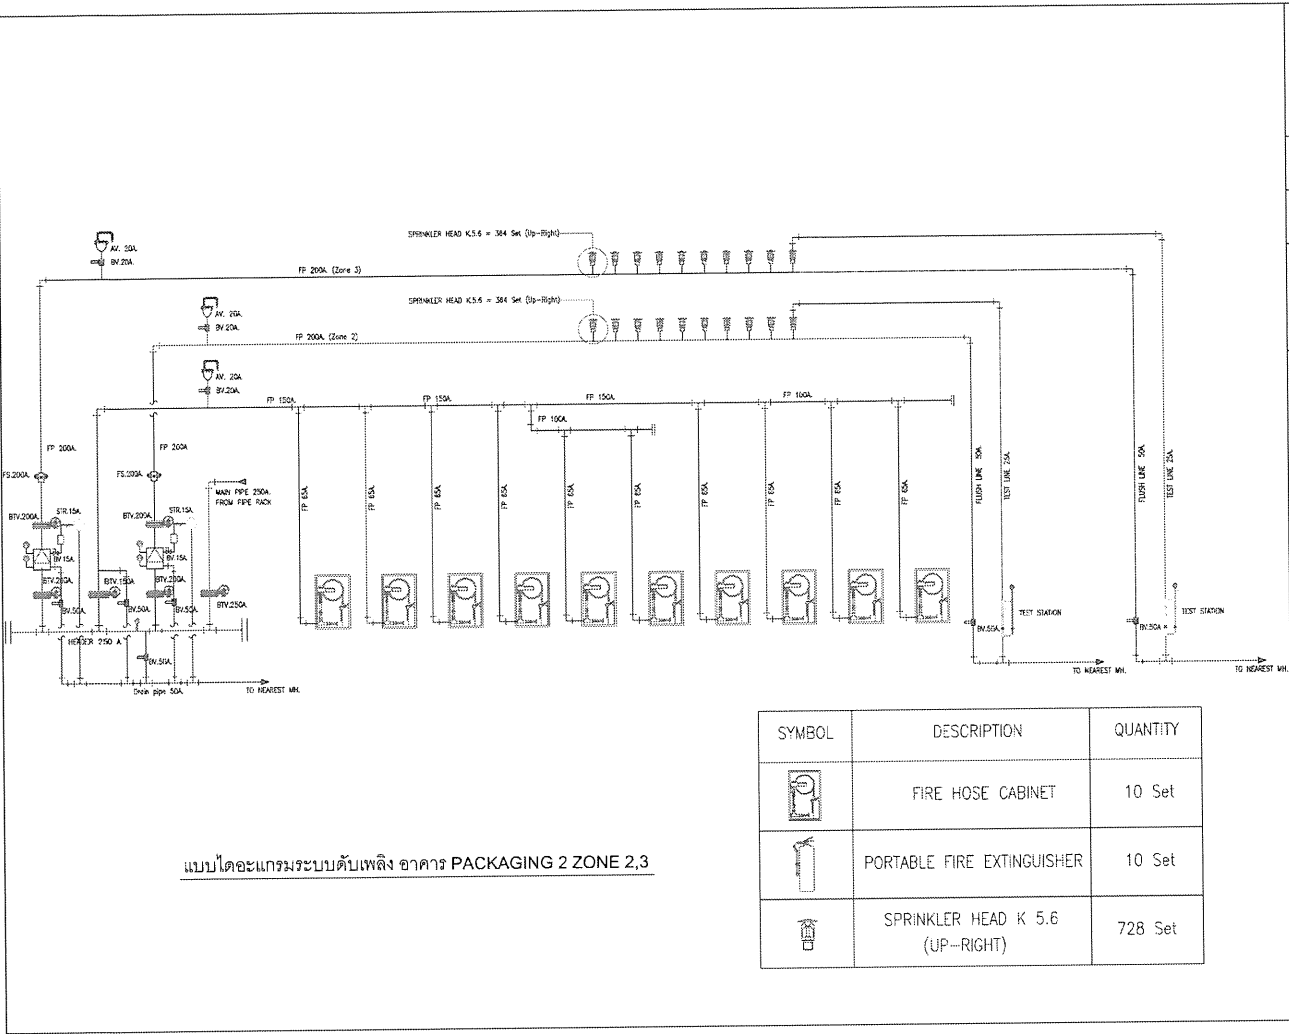 AV. 20A.
BV.20A.
SPRINKLER HEAD K5.6 = 364 Set (Up-Right)
FP 200A. (Zone 3)
AV. 20A.
BV.20A.
SPRINKLER HEAD K5.6 = 364 Set (Up-Right)
FP 200A. (Zone 2)
AV. 20A.
BV.20A.
FP 150A.
FP 150A.
FP 150A.
FP 100A.
FP 100A.
FP 200A.
FP 200A.
FS.200A.
FS.200A.
MAIN PIPE 250A.
FROM PIPE RACK
FP 65A.
FP 65A.
FP 65A.
FP 65A.
FP 65A.
FP 65A.
FP 65A.
FP 65A.
FP 65A.
FP 65A.
FLUSH LINE 50A.
TEST LINE 25A.
FLUSH LINE 50A.
TEST LINE 25A.
BTV.200A.
STR.15A.
BTV.200A.
STR.15A.
BV.15A.
BV.15A.
BTV.200A.
BTV.150A.
BTV.200A.
BTV.250A.
BV.50A.
BV.50A.
BV.50A.
HEADER 250 A.
BV.50A.
Drain pipe 50A.
TO NEAREST MH.
BV.50A.
TEST STATION
TO NEAREST MH.
BV.50A
TEST STATION
TO NEAREST MH.
SYMBOL DESCRIPTION QUANTITY
FIRE HOSE CABINET 10 Set
PORTABLE FIRE EXTINGUISHER 10 Set
SPRINKLER HEAD K 5.6
(UP-RIGHT) 728 Set
แบบไดอะแกรมระบบดับเพลิง อาคาร PACKAGING 2 ZONE 2,3